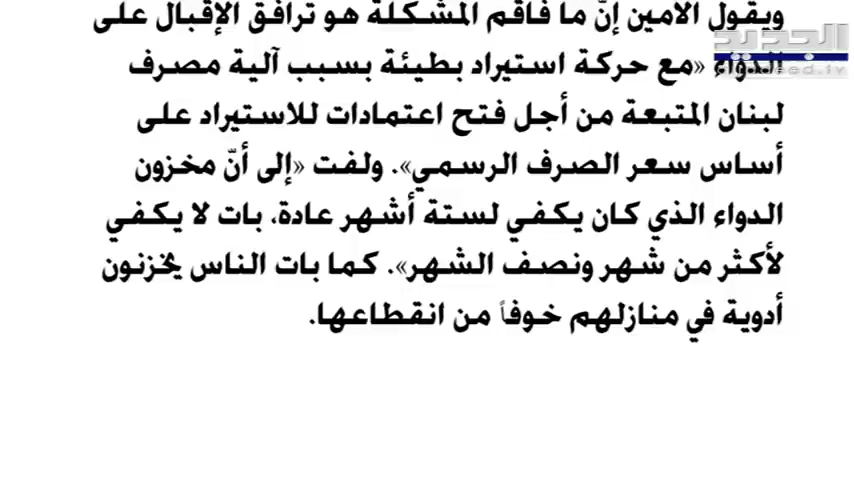 ويقول الأمين إنّ ما فاقم المشكلة هو ترافق الإقبال على
الدواء «مع حركة استيراد بطيئة بسبب آلية مصرف
لبنان المتبعة من أجل فتح اعتمادات للاستيراد على
أساس سعر الصرف الرسمي». ولفت «إلى أنّ مخزون
الدواء الذي كان يكفي لستة أشهر عادة، بات لا يكفي
لأكثر من شهر ونصف الشهر». كما بات الناس يخزنون
أدوية في منازلهم خوفاً من انقطاعها.
الجديد
aljadeed.tv